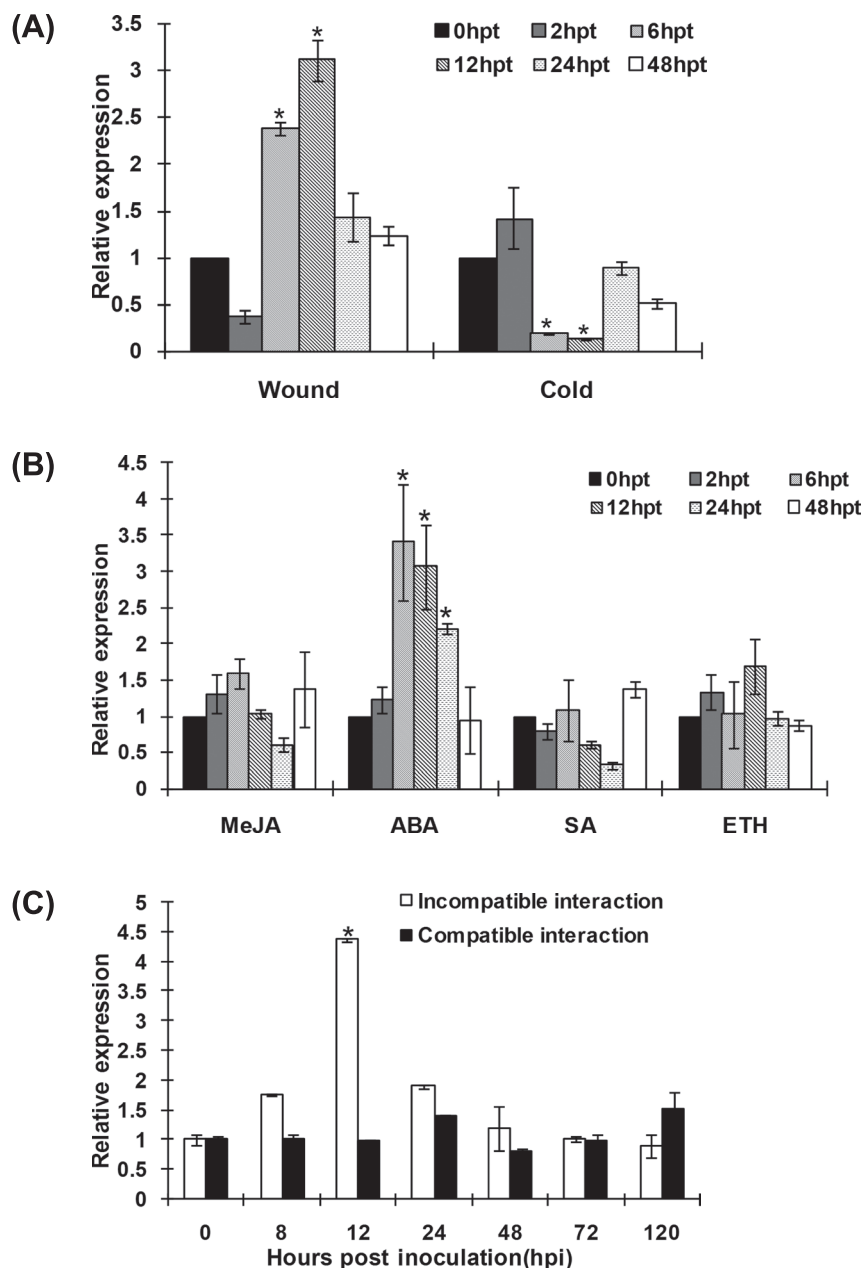 (A)
3.5
3
2.5
2
1.5
1
0.5
0
Relative expression
0hpt 2hpt 6hpt
12hpt 24hpt 48hpt
*
*
*
*
Wound Cold
(B)
4.5
4
3.5
3
2.5
2
1.5
1
0.5
0
Relative expression
0hpt 2hpt 6hpt
12hpt 24hpt 48hpt
*
*
*
MeJA ABA SA ETH
(C)
5
4.5
4
3.5
3
2.5
2
1.5
1
0.5
0
Relative expression
Incompatible interaction
Compatible interaction
*
0 8 12 24 48 72 120
Hours post inoculation(hpi)